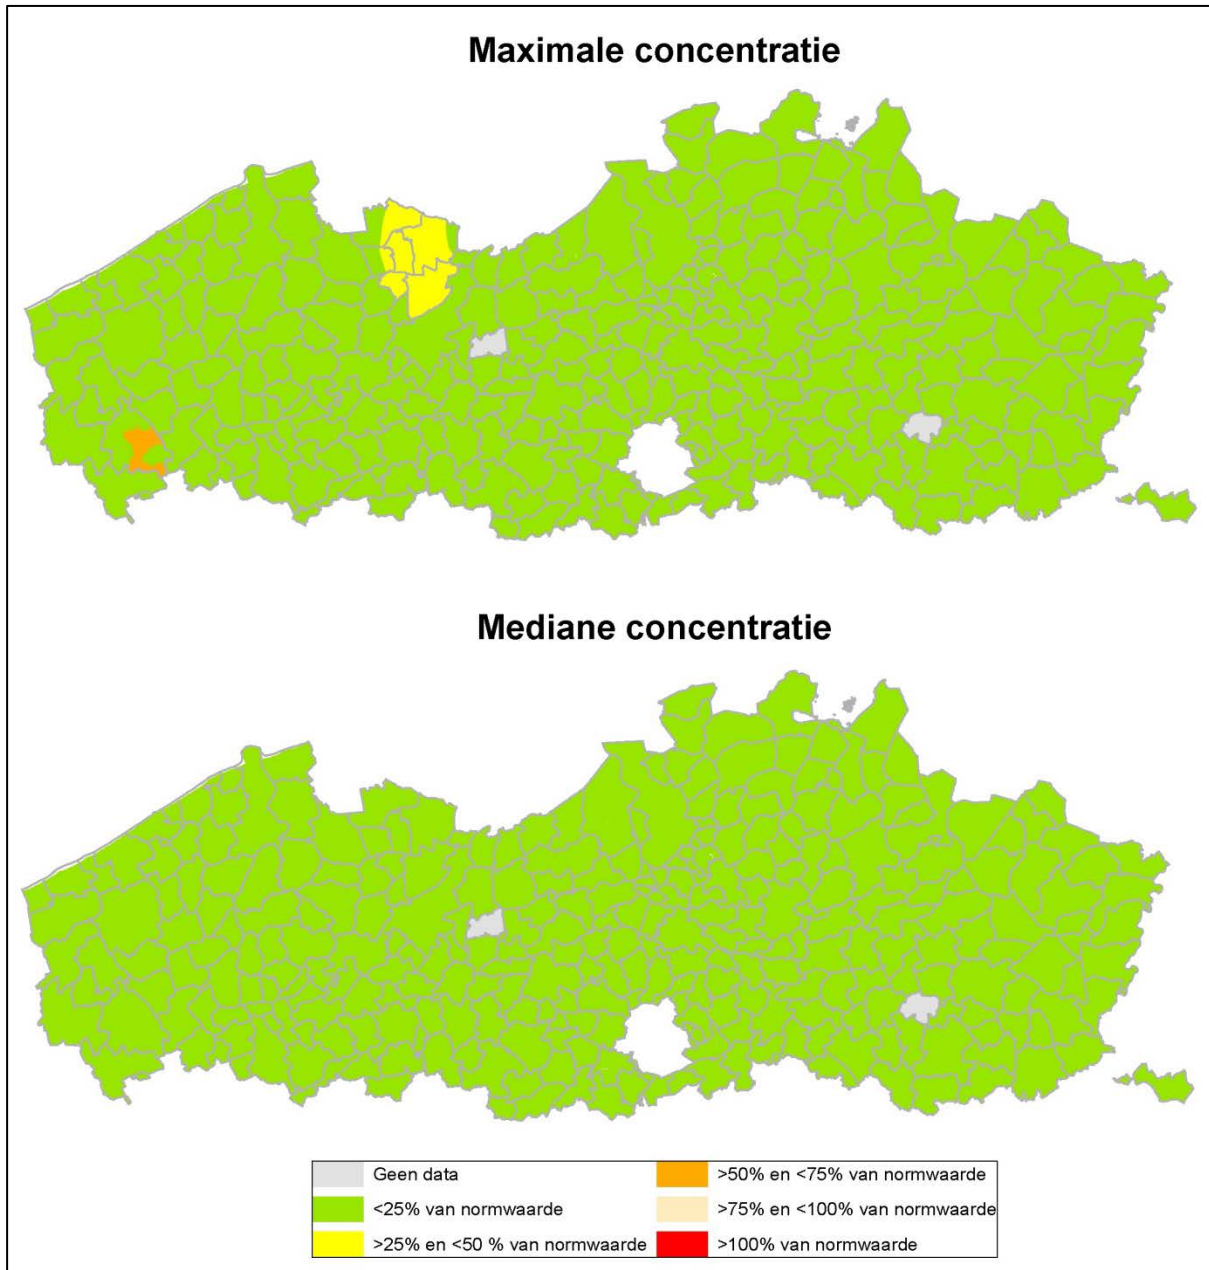 Maximale concentratie
Mediane concentratie
Geen data
<25% van normwaarde
>25% en <50 % van normwaarde
>50% en <75% van normwaarde
>75% en <100% van normwaarde
>100% van normwaarde